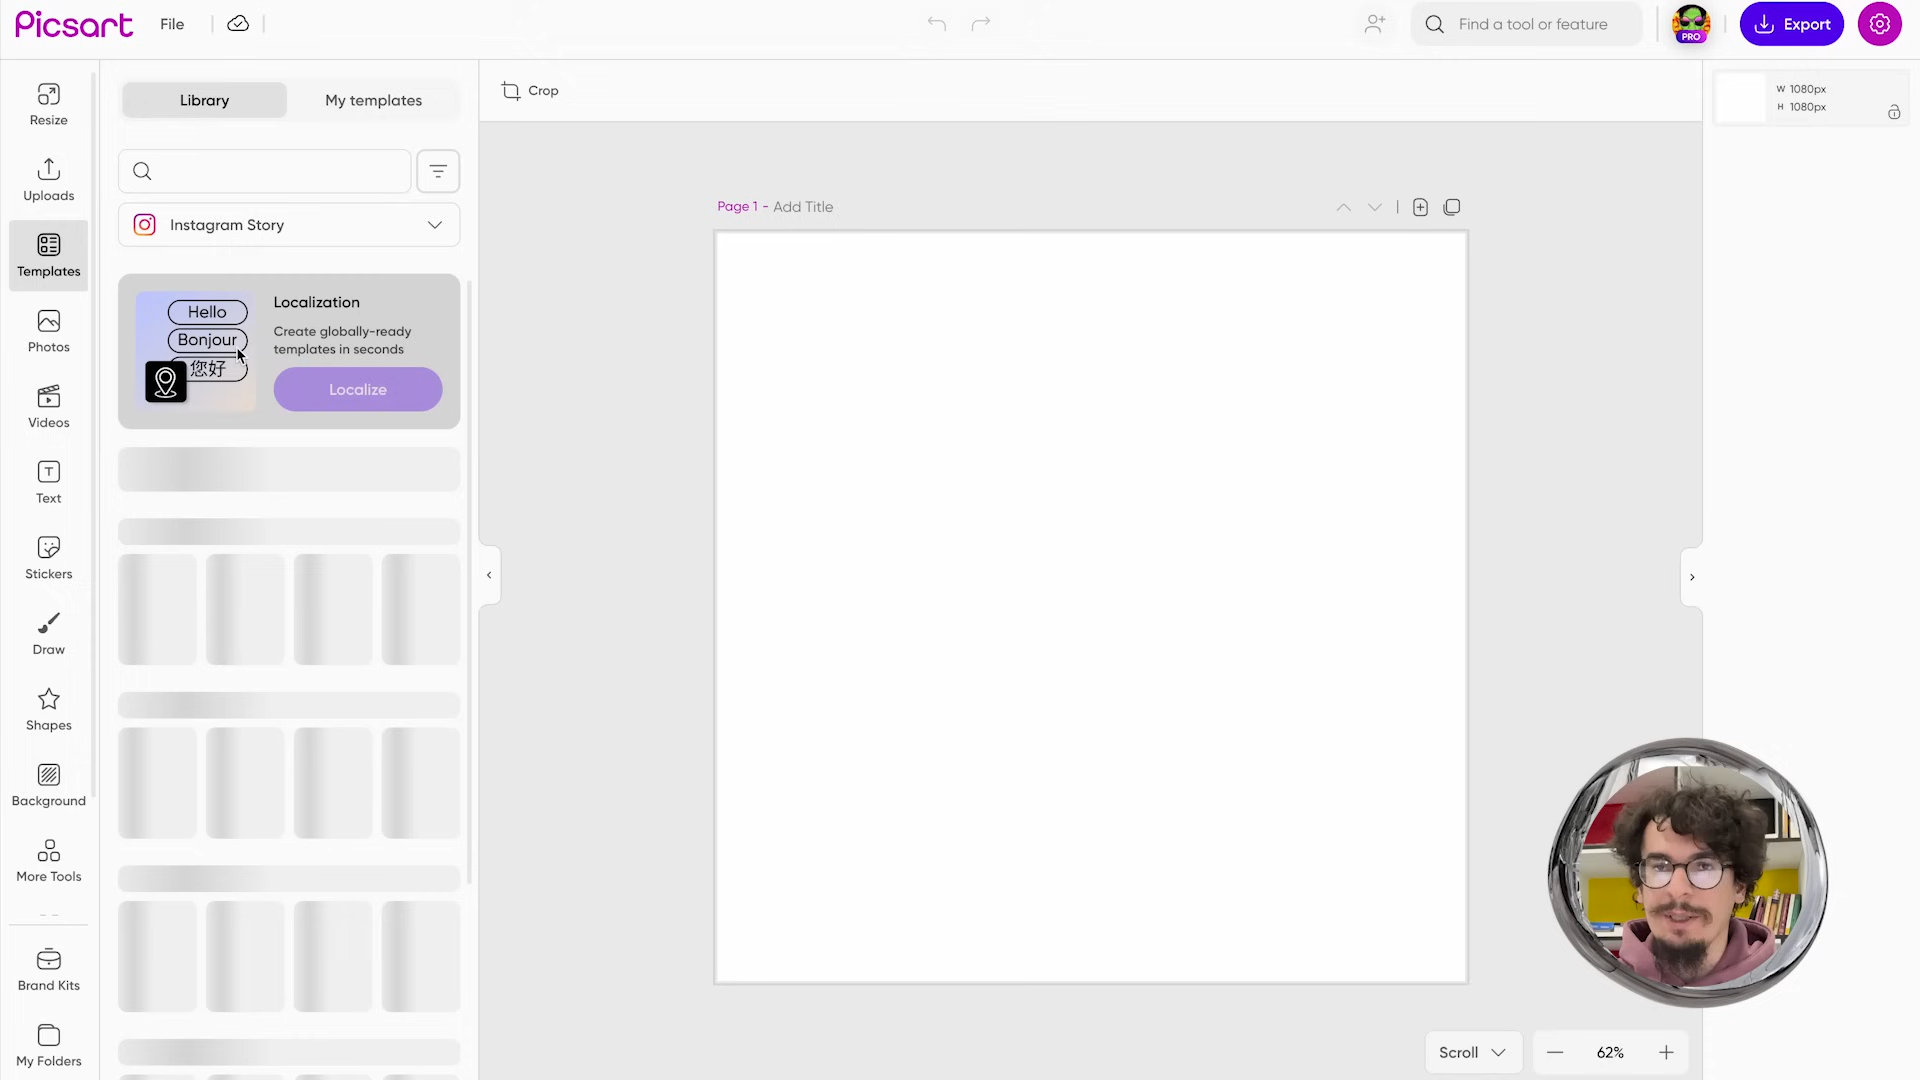 Picsart
File
Find a tool or feature
PRO
Export
Resize
Uploads
Templates
Photos
Videos
Text
Stickers
Draw
Shapes
Background
More Tools
Brand Kits
My Folders
Library
My templates
Instagram Story
Hello
Bonjour
您好
Localization
Create globally-ready
templates in seconds
Localize
Crop
Page 1 - Add Title
W 1080px
H 1080px
Scroll
62%